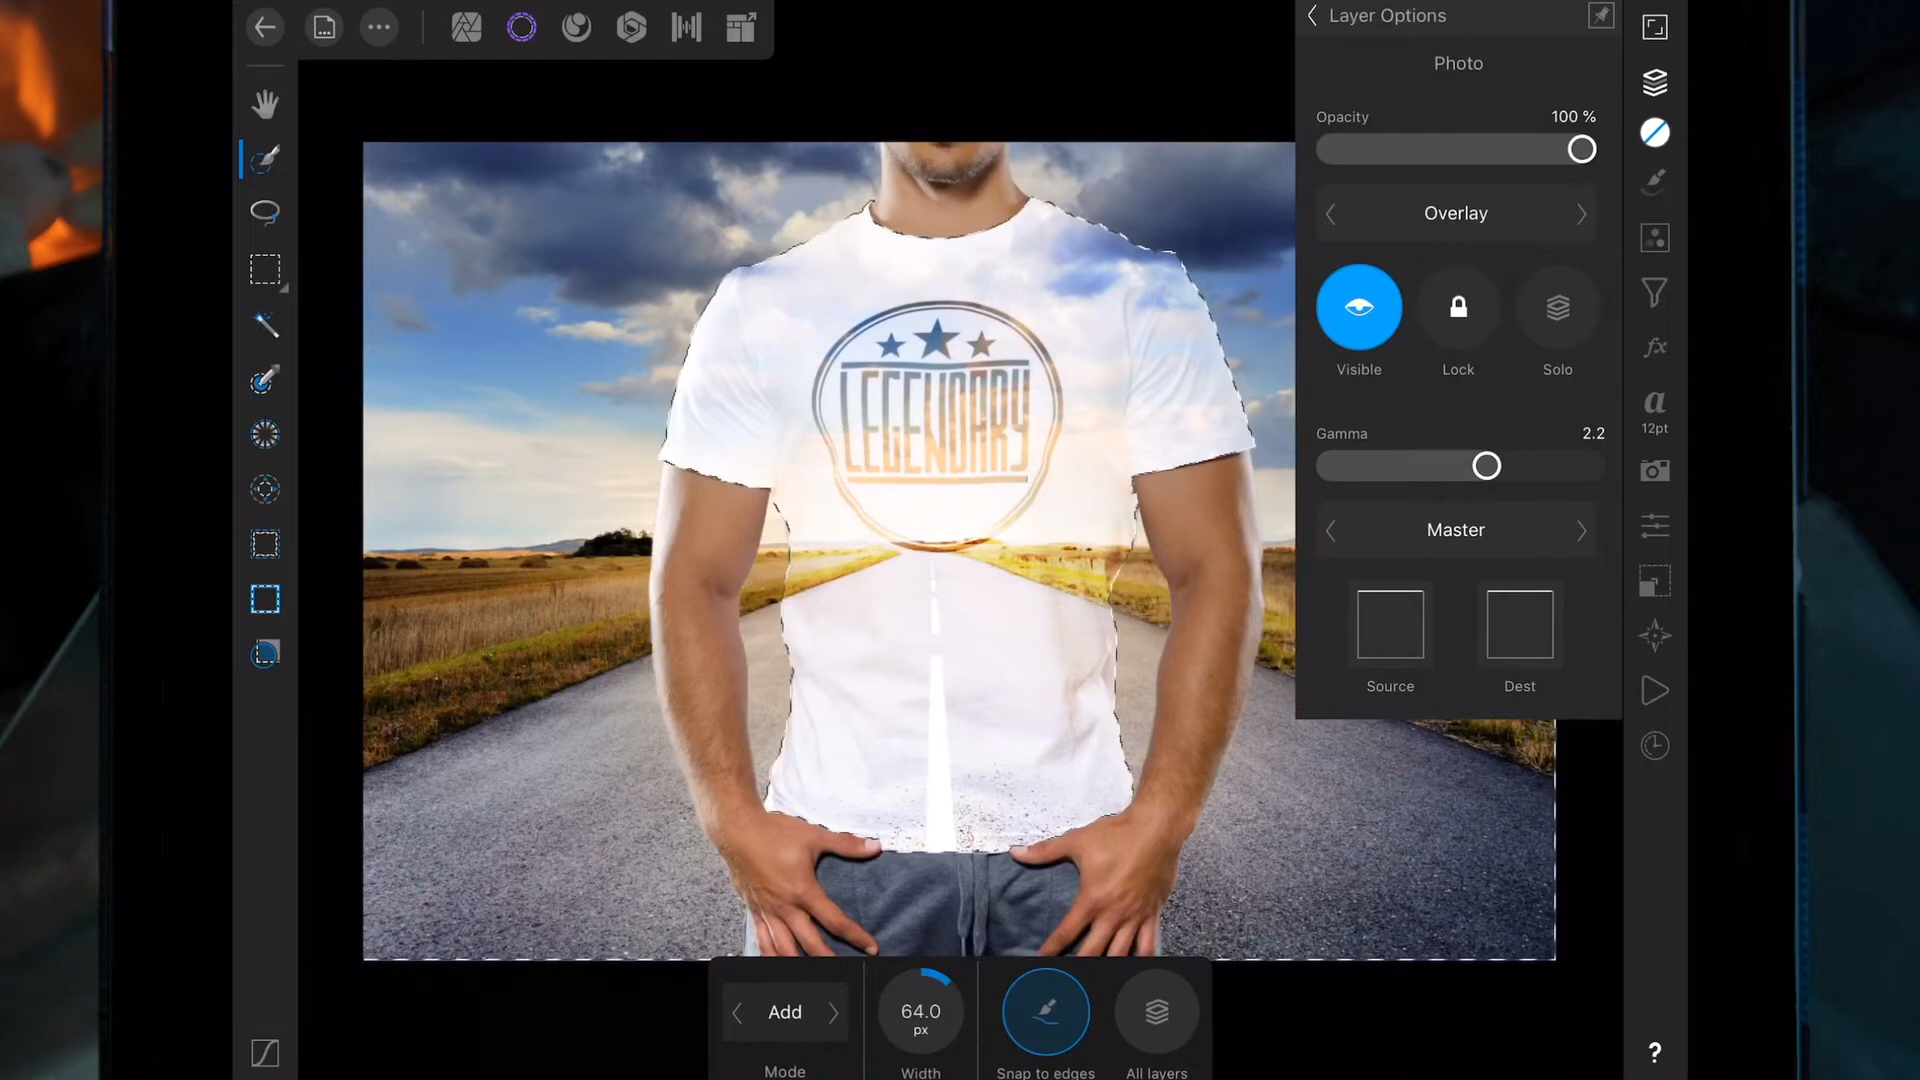 Layer Options
Photo
Opacity
100 %
Overlay
Visible
Lock
Solo
Gamma
2.2
Master
Source
Dest
a
12pt
fx
LEGENDARY
Add
64.0
px
Mode
Width
Snap to edges
All layers
?